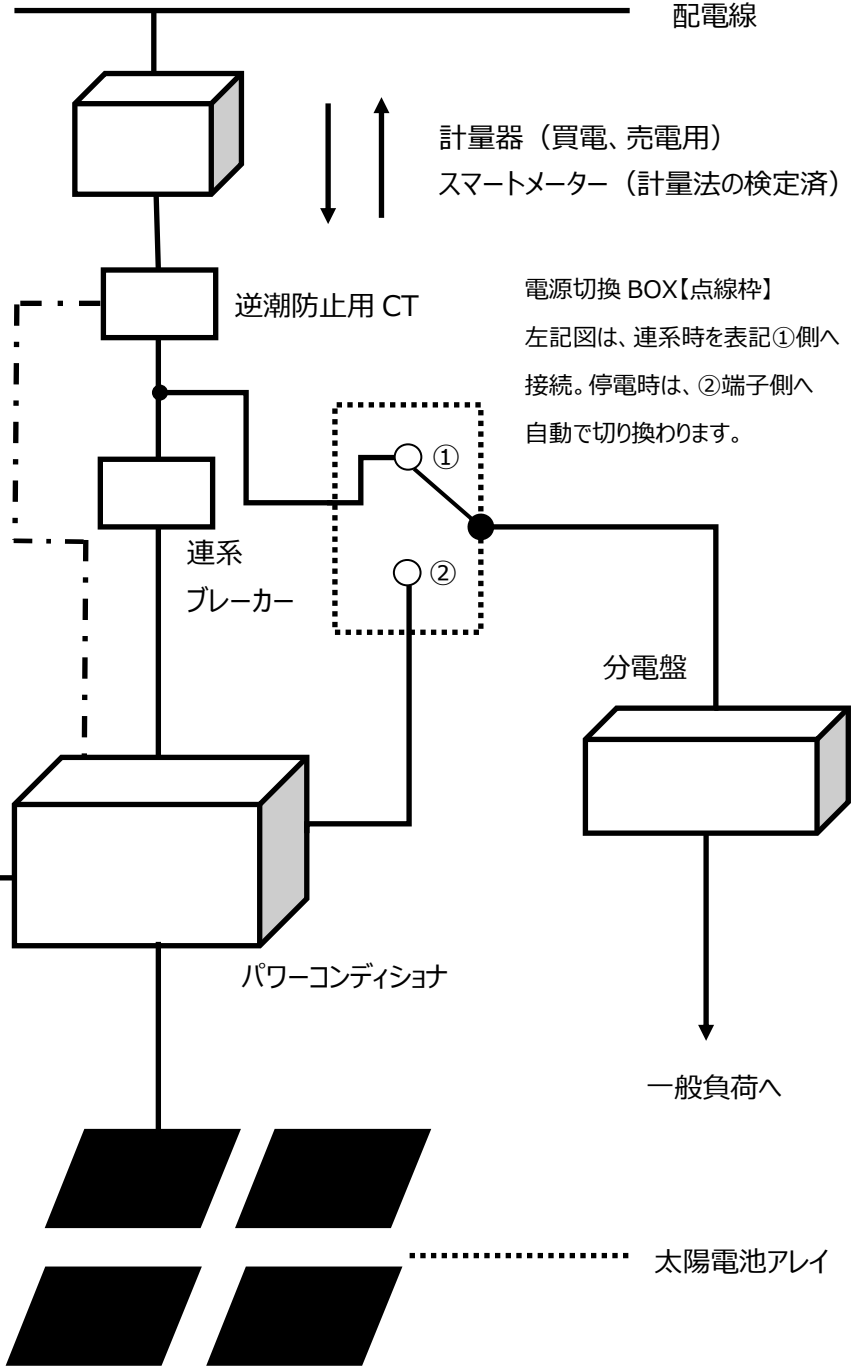 配電線
計量器（買電、売電用）
スマートメーター（計量法の検定済）
逆潮防止用 CT
電源切換 BOX【点線枠】
左記図は、連系時を表記①側へ
接続。停電時は、②端子側へ
自動で切り換わります。
①
②
連系
ブレーカー
分電盤
パワーコンディショナ
一般負荷へ
太陽電池アレイ